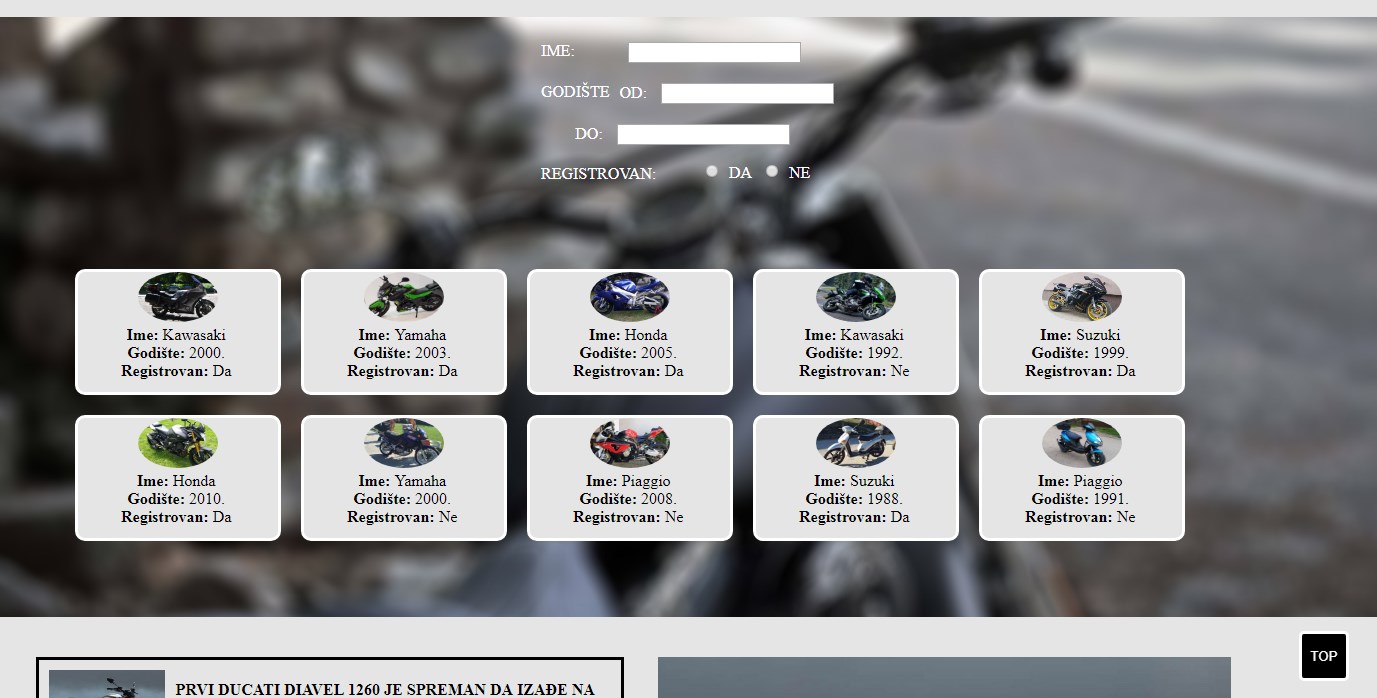 IME:
GODIŠTE OD:
DO:
REGISTROVAN: DA NE
Ime: Kawasaki
Godište: 2000.
Registrovan: Da
Ime: Yamaha
Godište: 2003.
Registrovan: Da
Ime: Honda
Godište: 2005.
Registrovan: Da
Ime: Kawasaki
Godište: 1992.
Registrovan: Ne
Ime: Suzuki
Godište: 1999.
Registrovan: Da
Ime: Honda
Godište: 2010.
Registrovan: Da
Ime: Yamaha
Godište: 2000.
Registrovan: Ne
Ime: Piaggio
Godište: 2008.
Registrovan: Ne
Ime: Suzuki
Godište: 1988.
Registrovan: Da
Ime: Piaggio
Godište: 1991.
Registrovan: Ne
TOP
PRVI DUCATI DIAVEL 1260 JE SPREMAN DA IZAĐE NA